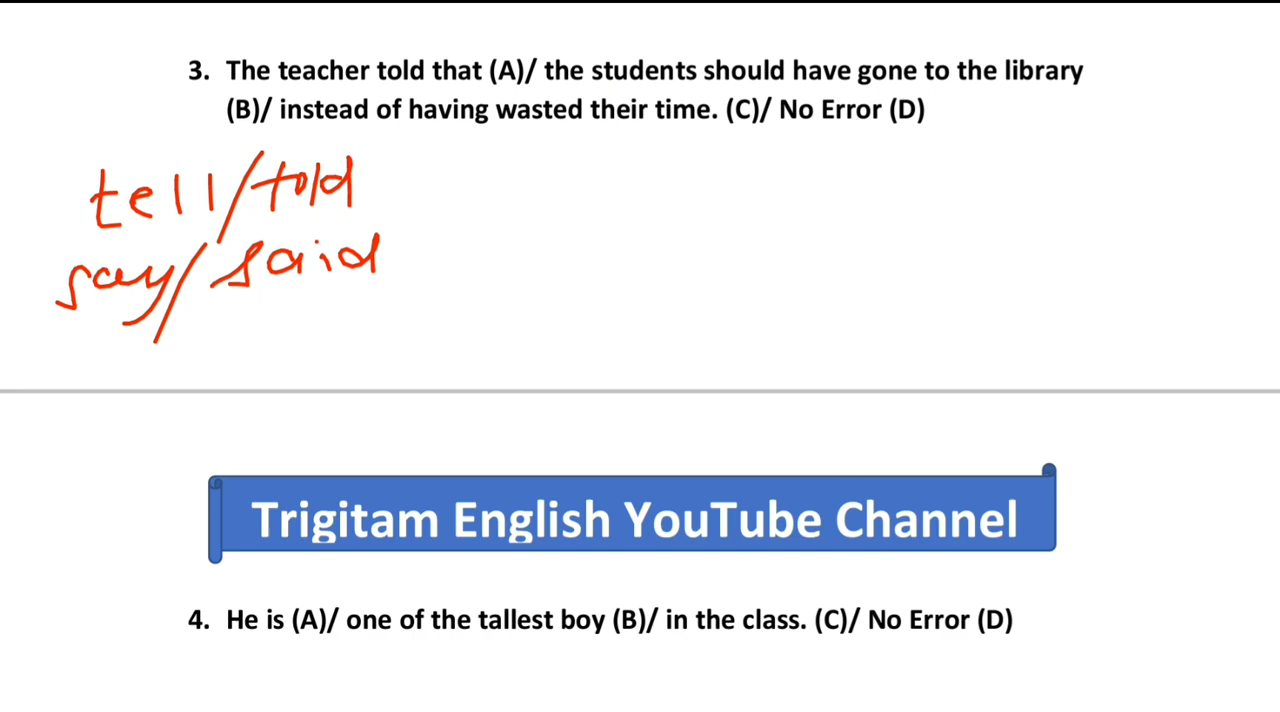 3. The teacher told that (A)/ the students should have gone to the library
(B)/ instead of having wasted their time. (C)/ No Error (D)
tell/told
say/said
Trigitam English YouTube Channel
4. He is (A)/ one of the tallest boy (B)/ in the class. (C)/ No Error (D)